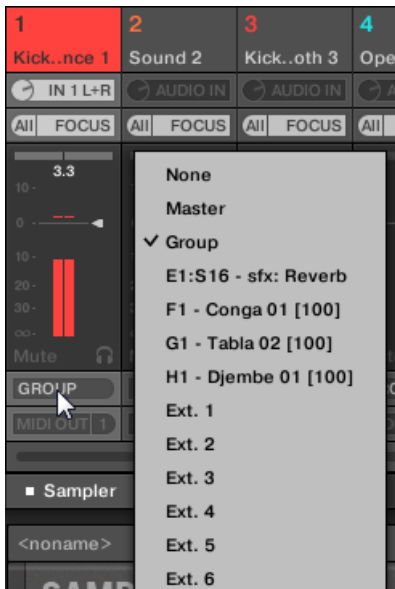 1 2 3 4
Kick..nce 1 Sound 2 Kick..oth 3 Ope
IN 1 L+R AUDIO IN AUDIO IN
All FOCUS All FOCUS All FOCUS All
3.3
10 -
0 -
10 -
20 -
30 -
∞-
Mute
GROUP
MIDI OUT 1
Sampler
<noname>
None
Master
✓ Group
E1:S16 - sfx: Reverb
F1 - Conga 01 [100]
G1 - Tabla 02 [100]
H1 - Djembe 01 [100]
Ext. 1
Ext. 2
Ext. 3
Ext. 4
Ext. 5
Ext. 6